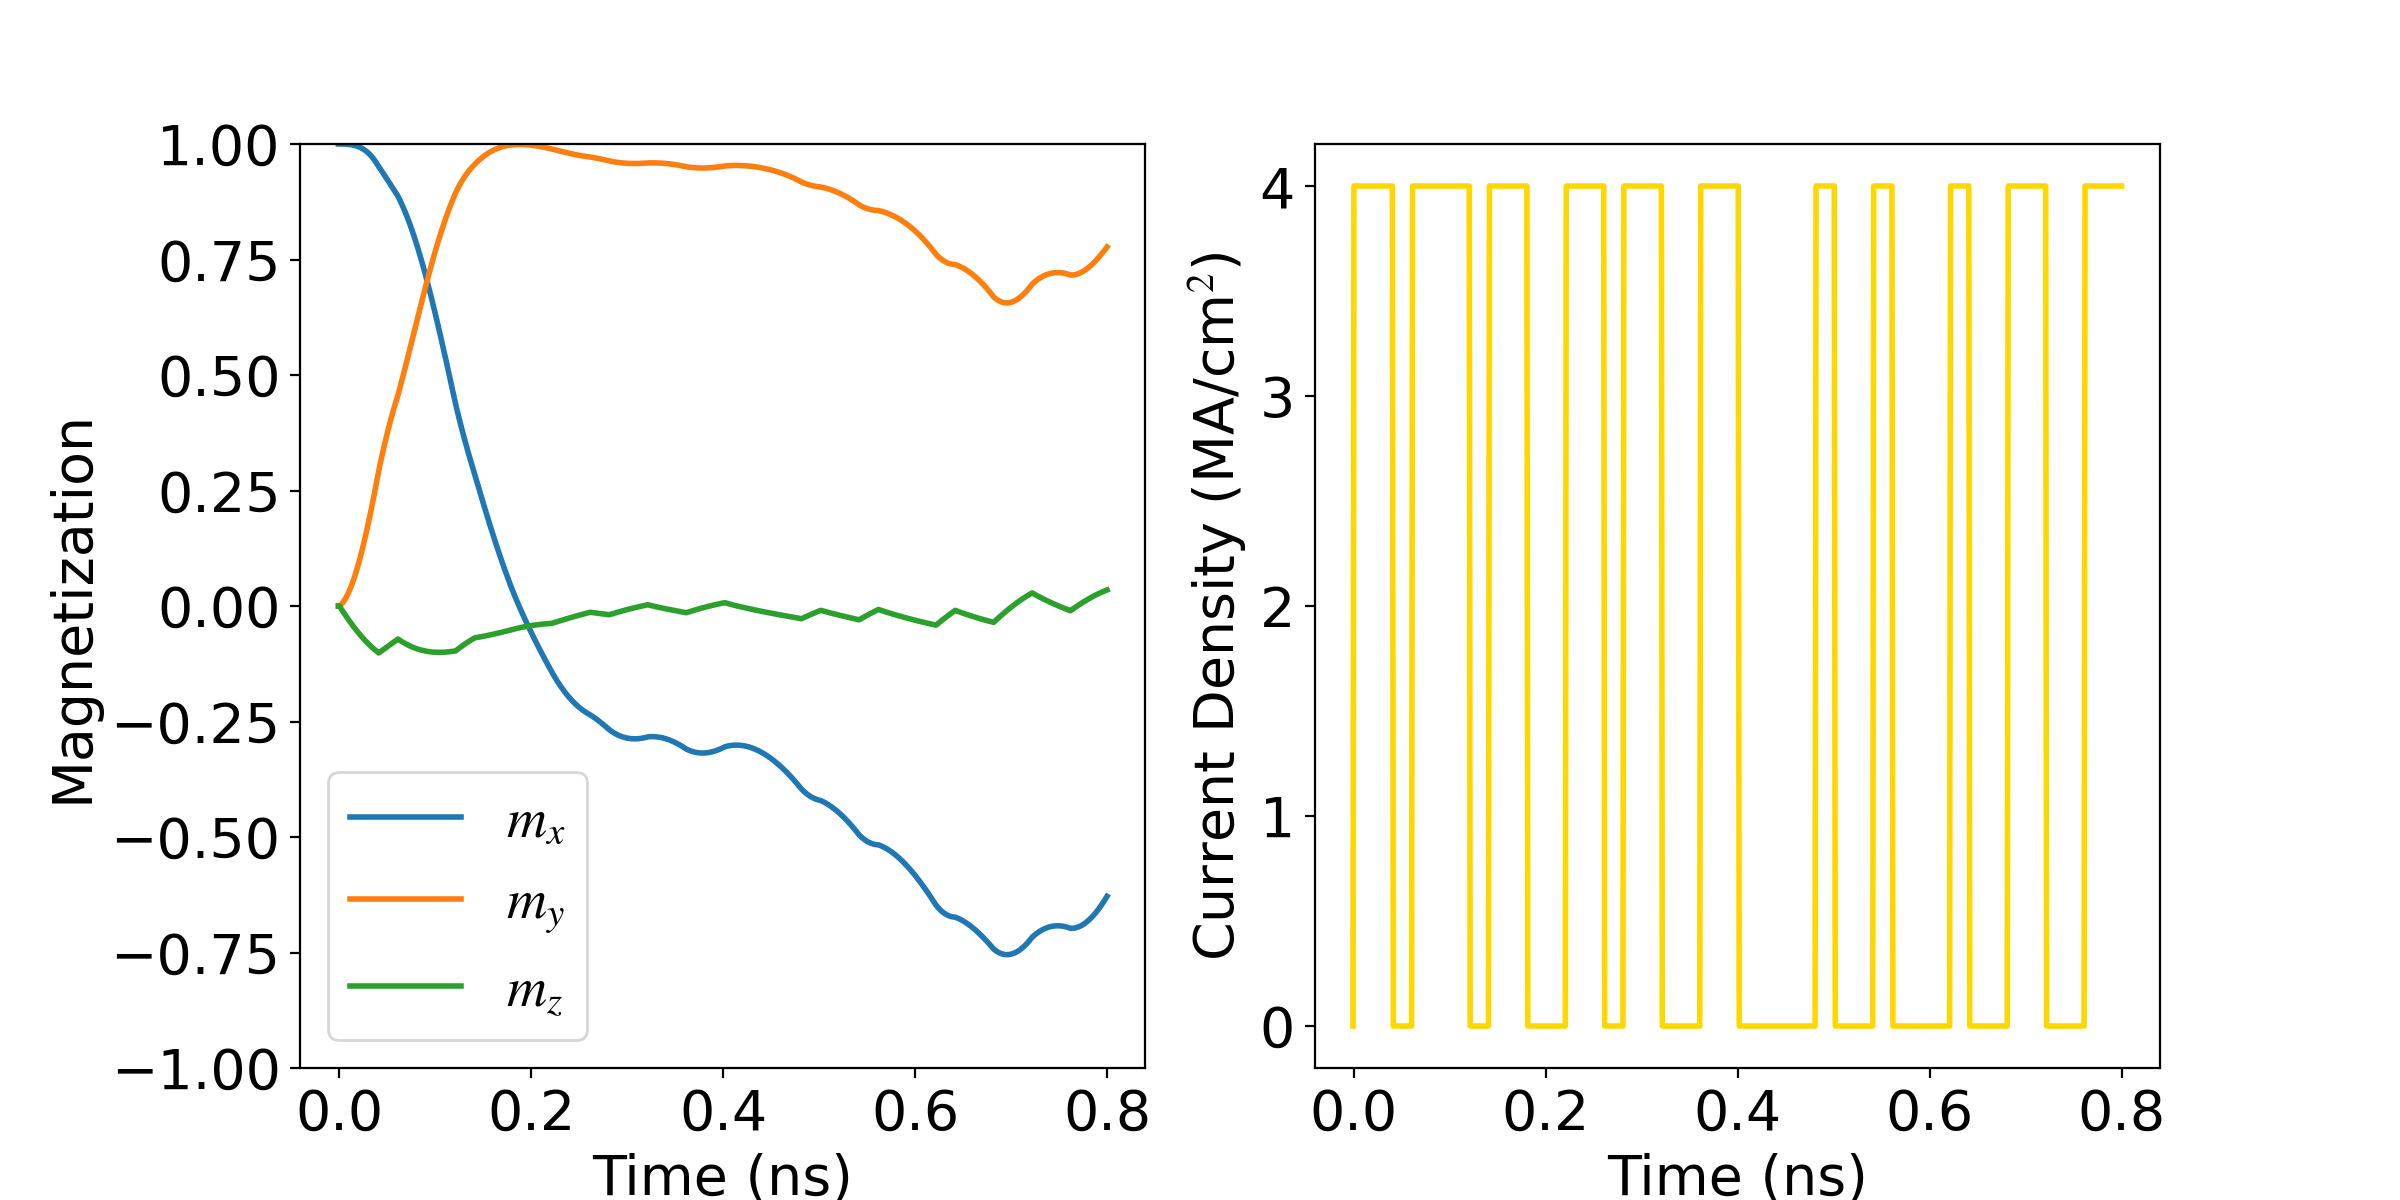 Magnetization
1.00
0.75
0.50
0.25
0.00
−0.25
−0.50
−0.75
−1.00
m_x
m_y
m_z
0.0 0.2 0.4 0.6 0.8
Time (ns)
Current Density (MA/cm²)
4
3
2
1
0
0.0 0.2 0.4 0.6 0.8
Time (ns)